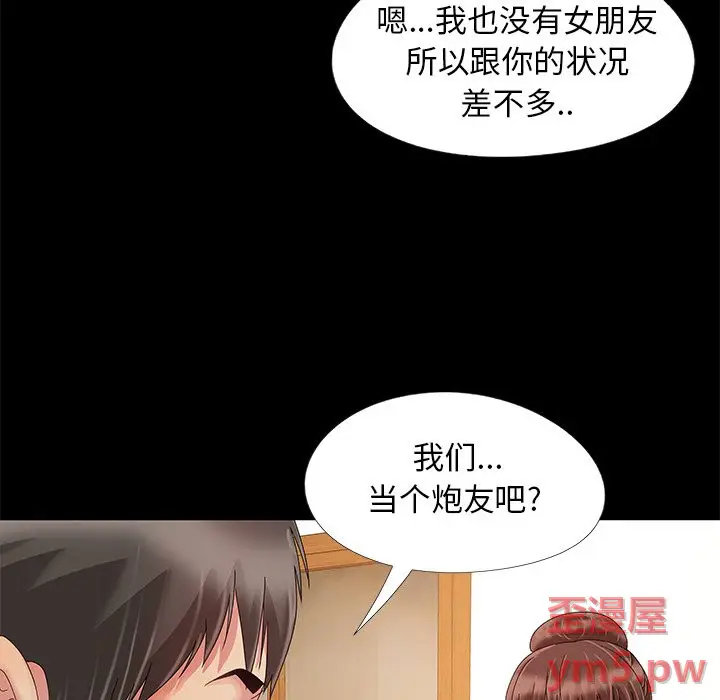 嗯...我也没有女朋友
所以跟你的状况
差不多..
我们...
当个炮友吧?
歪漫屋
ym5.pw